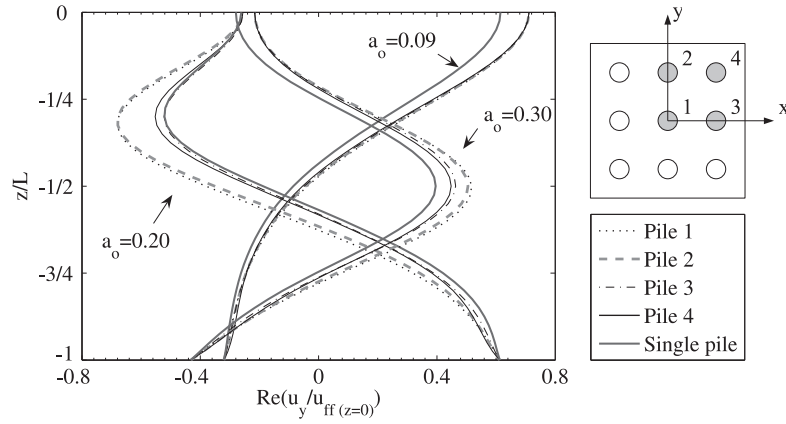 0
-1/4
-1/2
-3/4
-1
z/L
-0.8
-0.4
0
0.4
0.8
Re(u_y/u_ff (z=0))
a_o=0.09
a_o=0.30
a_o=0.20
y
x
2
4
1
3
Pile 1
Pile 2
Pile 3
Pile 4
Single pile